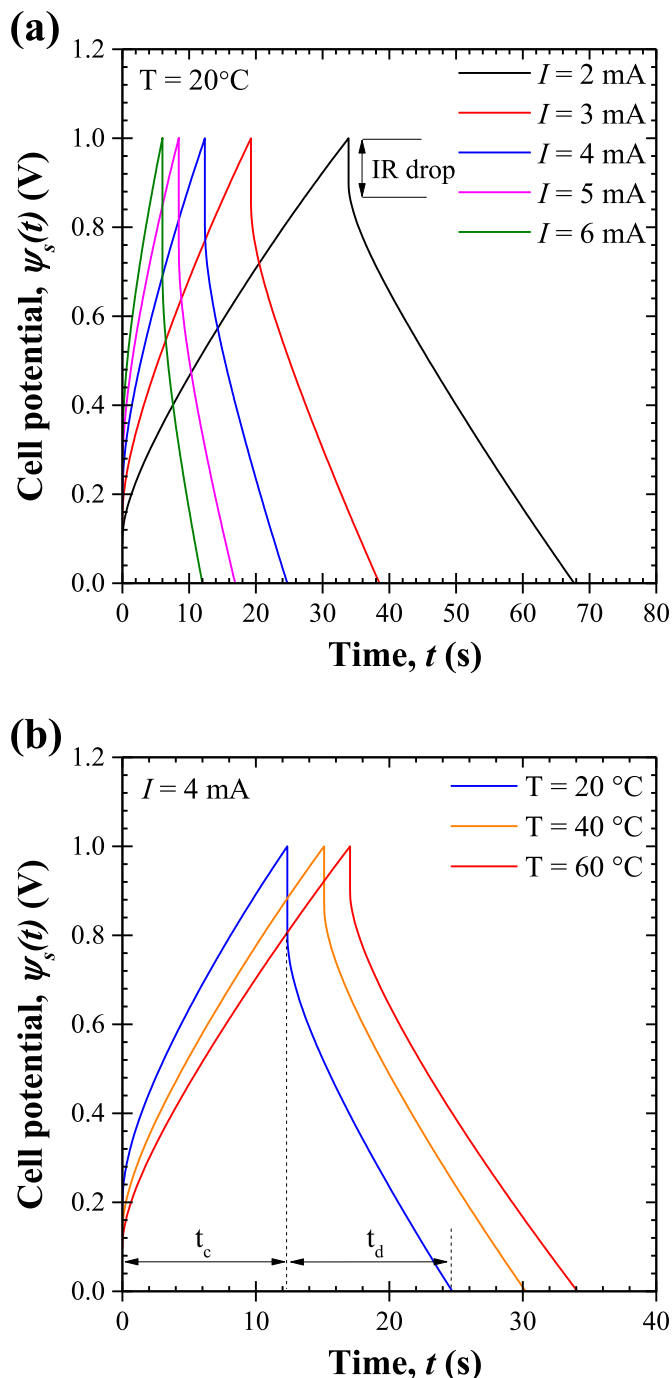 (a)
1.2
1.0
0.8
0.6
0.4
0.2
0.0
Cell potential, ψs(t) (V)
T = 20°C
I = 2 mA
I = 3 mA
I = 4 mA
I = 5 mA
I = 6 mA
IR drop
0 10 20 30 40 50 60 70 80
Time, t (s)
(b)
1.2
1.0
0.8
0.6
0.4
0.2
0.0
Cell potential, ψs(t) (V)
I = 4 mA
T = 20 °C
T = 40 °C
T = 60 °C
tc
td
0 10 20 30 40
Time, t (s)